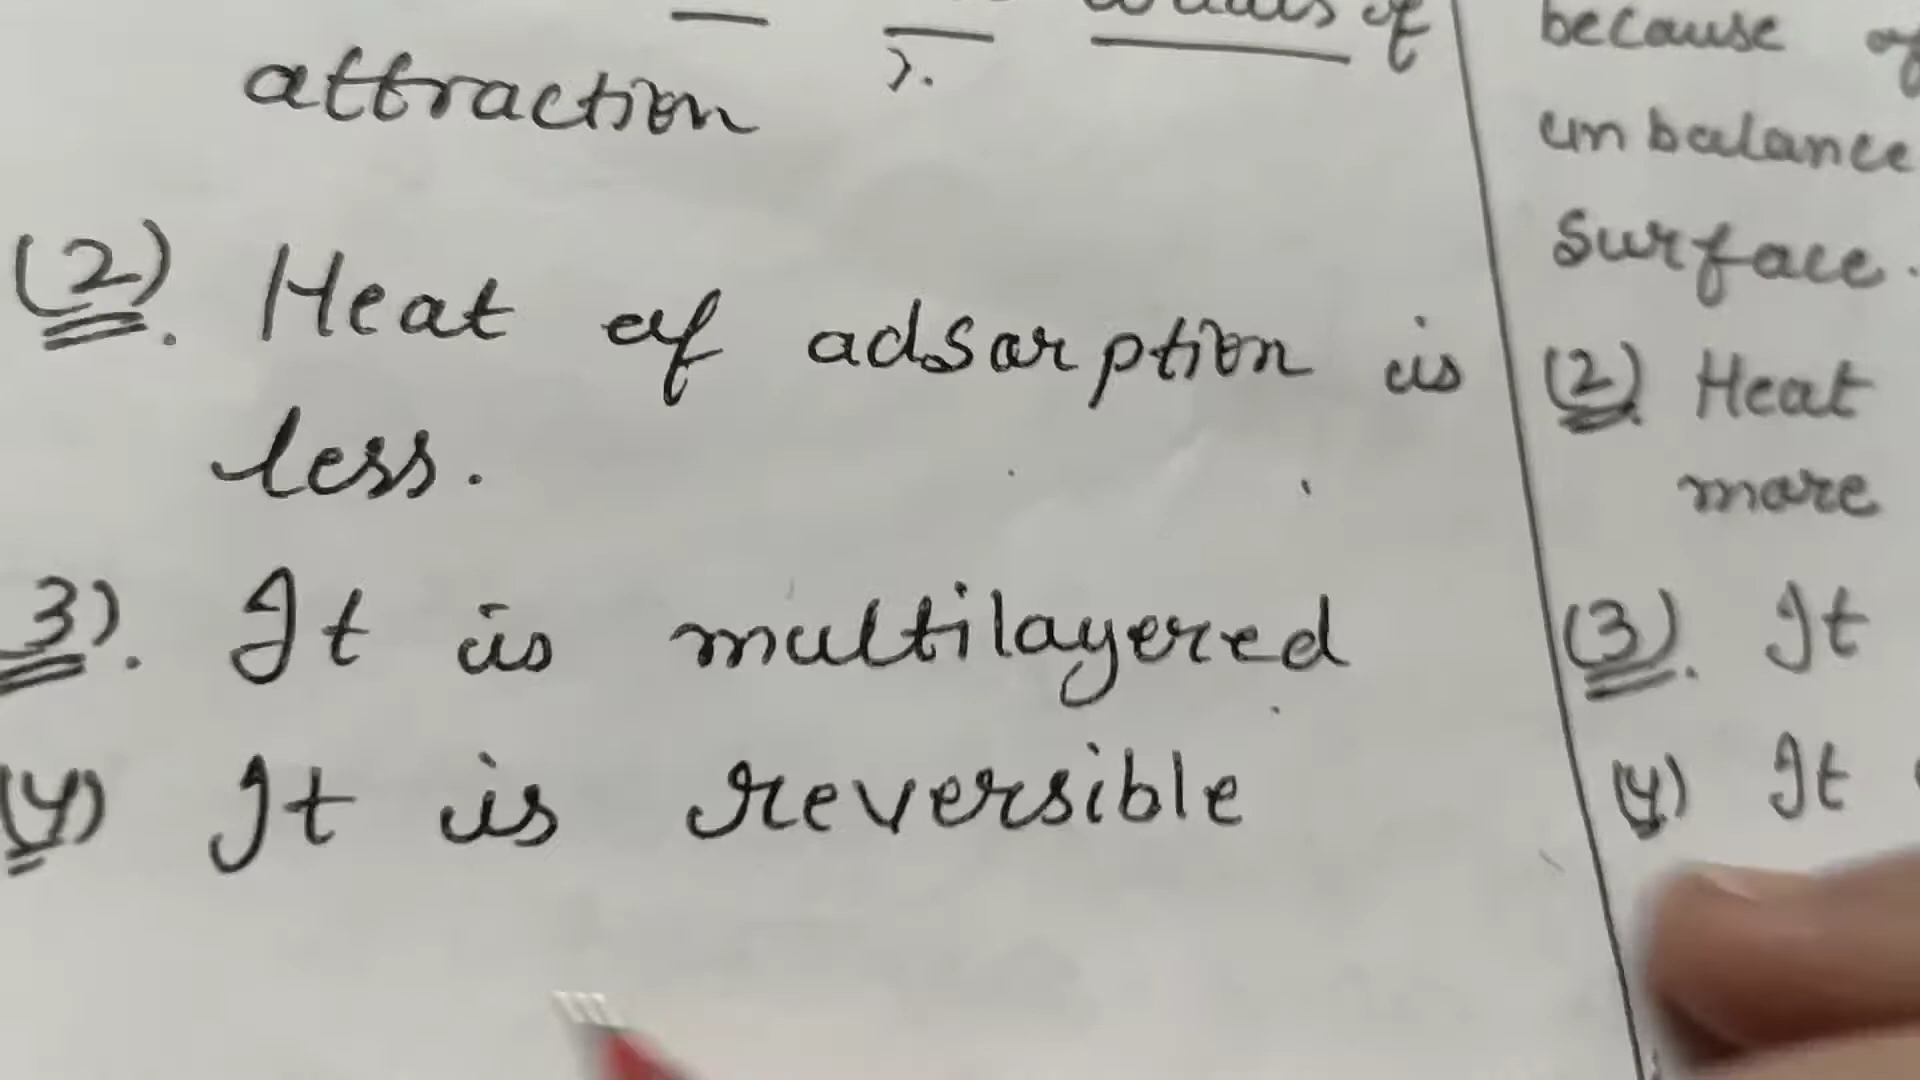 attraction
).
(2). Heat of adsorption is
less.
3). It is multilayered
(4) It is reversible
because of
unbalance
surface.
(2). Heat
more
(3). It
(4) It